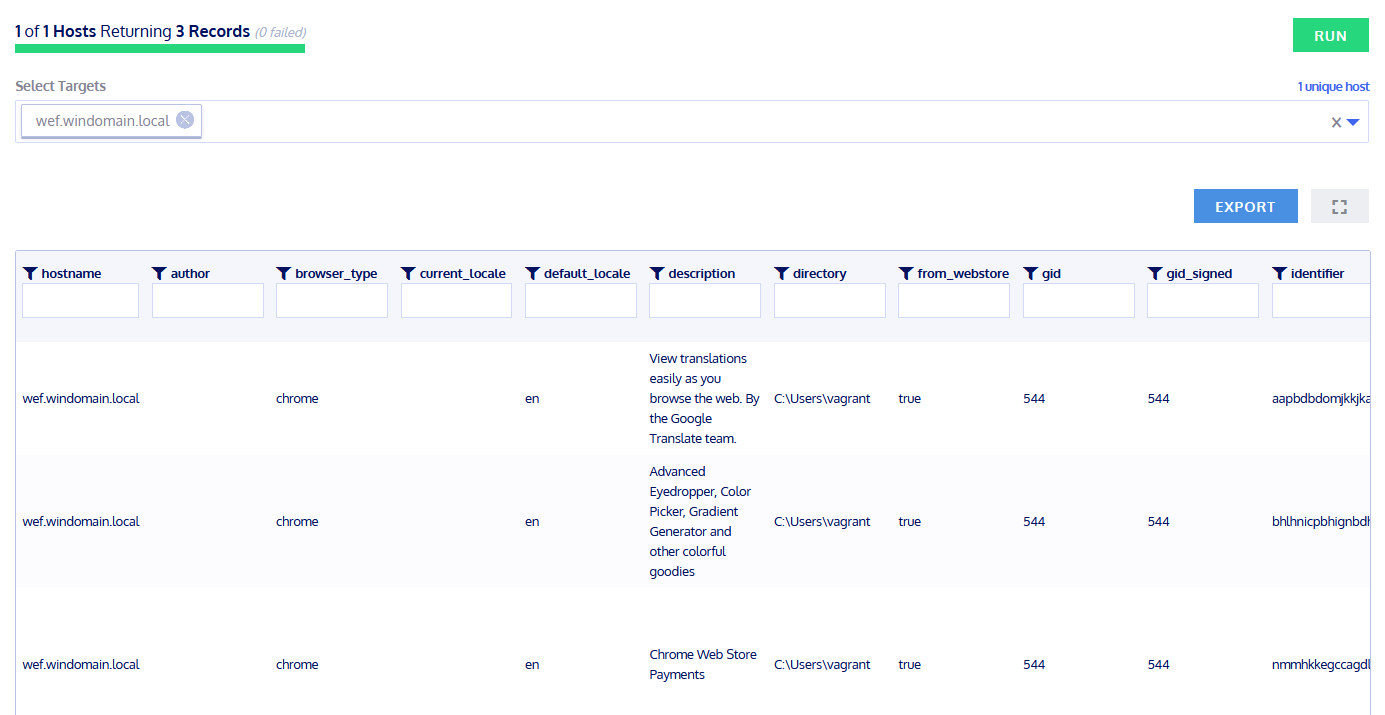 1 of 1 Hosts Returning 3 Records (0 failed)
RUN
Select Targets
1 unique host
wef.windomain.local
EXPORT
hostname author browser_type current_locale default_locale description directory from_webstore gid gid_signed identifier
View translations
easily as you
wef.windomain.local chrome en browse the web. By C:\Users\vagrant true 544 544 aapbdbdomjkkjka
the Google
Translate team.
Advanced
Eyedropper, Color
Picker, Gradient
wef.windomain.local chrome en Generator and C:\Users\vagrant true 544 544 bhlhnicpbhignbdh
other colorful
goodies
Chrome Web Store
wef.windomain.local chrome en Payments C:\Users\vagrant true 544 544 nmmhkkegccagdl